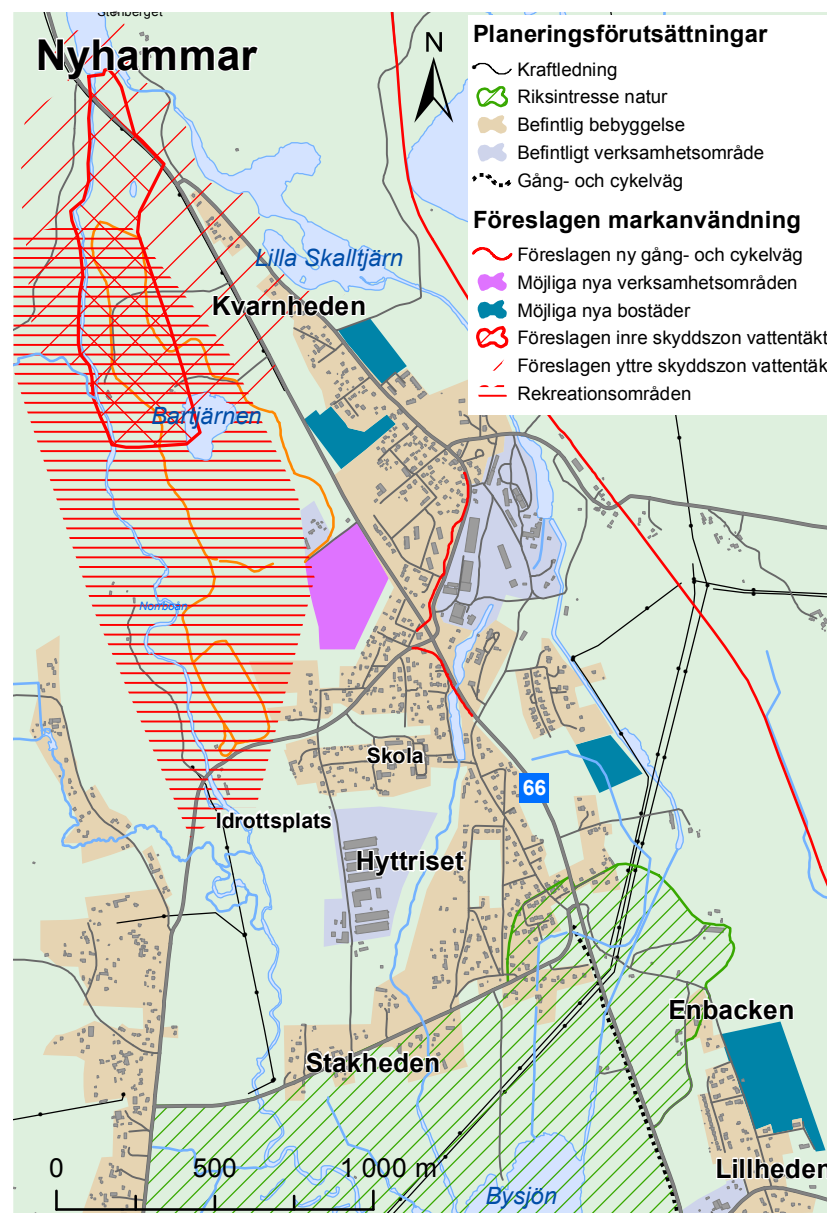 Stenberget
Nyhammar
N
Planeringsförutsättningar
Kraftledning
Riksintresse natur
Befintlig bebyggelse
Befintligt verksamhetsområde
Gång- och cykelväg
Föreslagen markanvändning
Föreslagen ny gång- och cykelväg
Möjliga nya verksamhetsområden
Möjliga nya bostäder
Föreslagen inre skyddszon vattentäkt
Föreslagen yttre skyddszon vattentäk
Rekreationsområden
Lilla Skalltjärn
Kvarnheden
Bartjärnen
Norrboån
Skola
66
Idrottsplats
Hyttriset
Enbacken
Stakheden
Lillheden
0 500 1 000 m
Bysjön